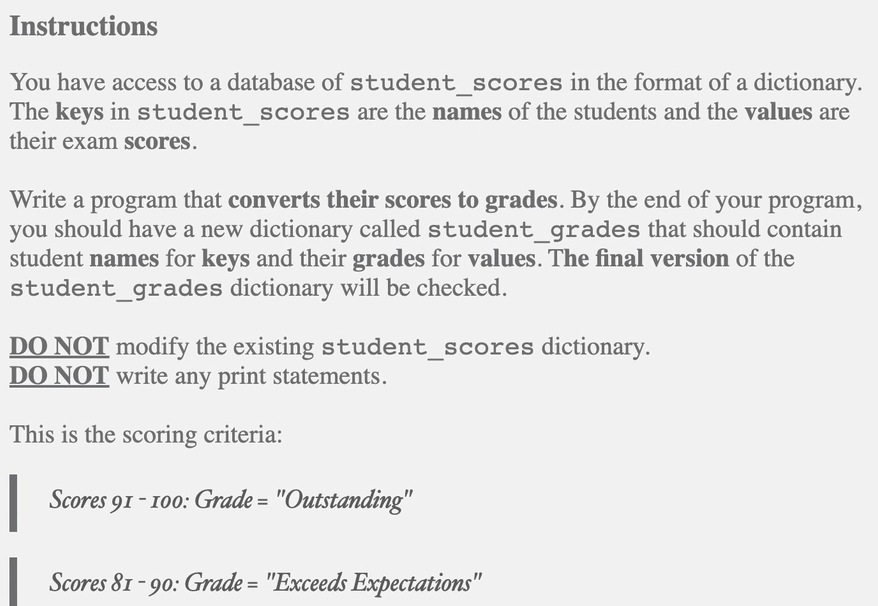 Instructions
You have access to a database of student_scores in the format of a dictionary.
The keys in student_scores are the names of the students and the values are
their exam scores.
Write a program that converts their scores to grades. By the end of your program,
you should have a new dictionary called student_grades that should contain
student names for keys and their grades for values. The final version of the
student_grades dictionary will be checked.
DO NOT modify the existing student_scores dictionary.
DO NOT write any print statements.
This is the scoring criteria:
Scores 91 - 100: Grade = "Outstanding"
Scores 81 - 90: Grade = "Exceeds Expectations"